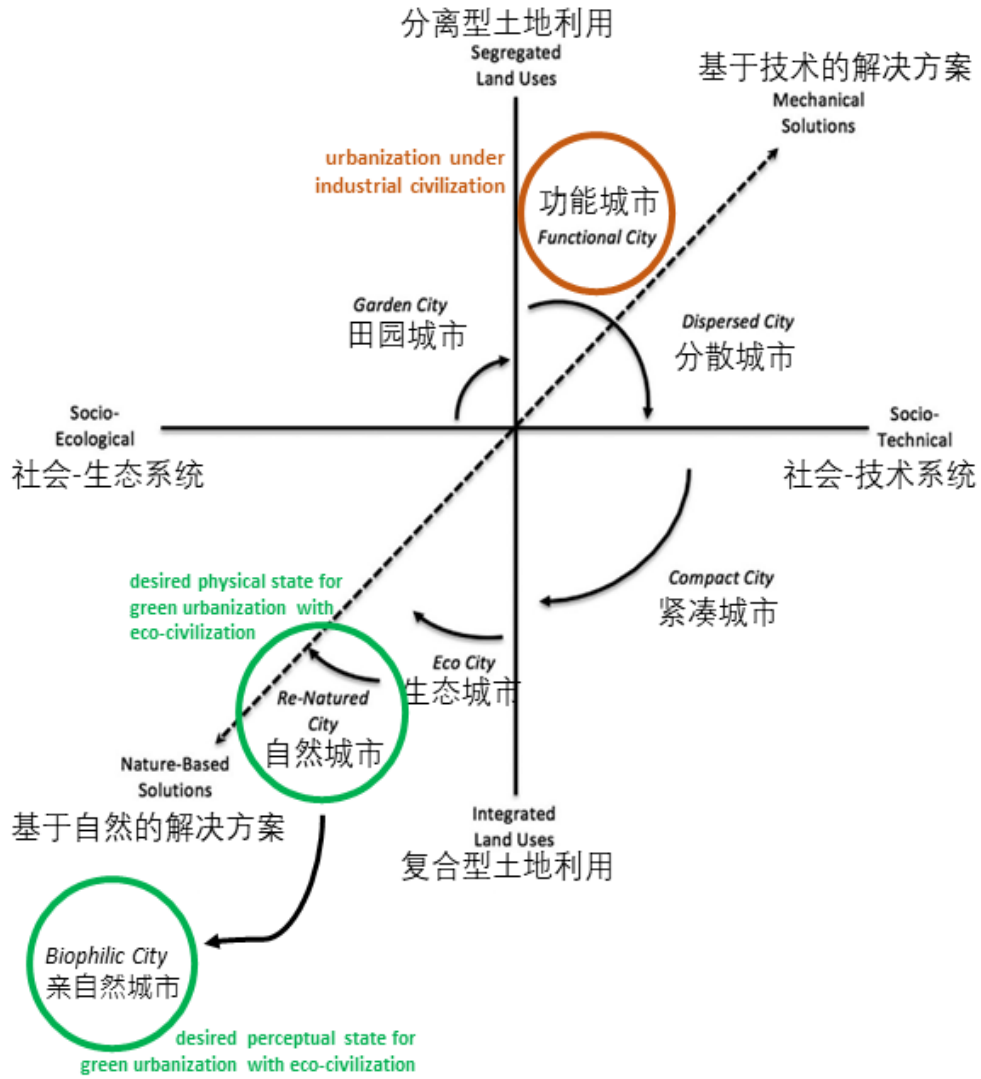 分离型土地利用
Segregated
Land Uses
基于技术的解决方案
Mechanical
Solutions
urbanization under
industrial civilization
功能城市
Functional City
Garden City
田园城市
Dispersed City
分散城市
Socio-
Ecological
社会-生态系统
Socio-
Technical
社会-技术系统
desired physical state for
green urbanization with
eco-civilization
Compact City
紧凑城市
Eco City
生态城市
Re-Natured
City
自然城市
Nature-Based
Solutions
基于自然的解决方案
Integrated
Land Uses
复合型土地利用
Biophilic City
亲自然城市
desired perceptual state for
green urbanization with eco-civilization